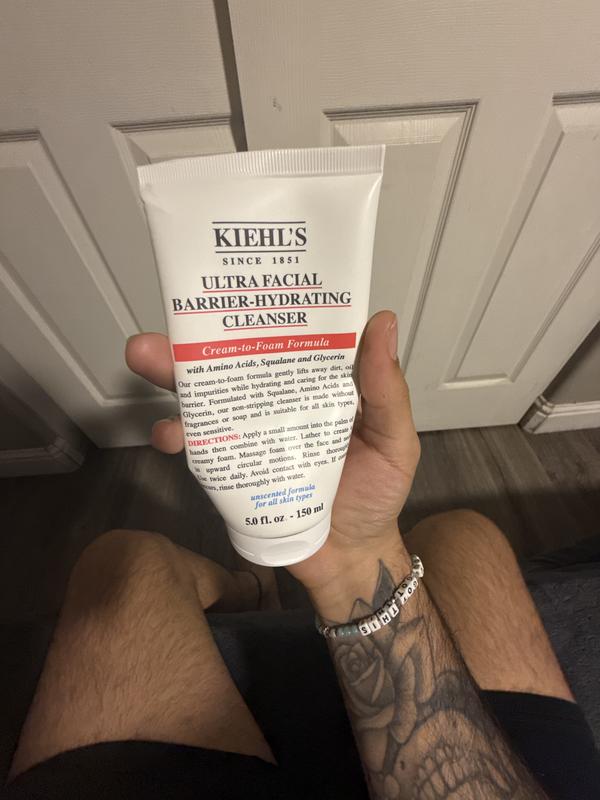 KIEHL'S
SINCE 1851
ULTRA FACIAL
BARRIER-HYDRATING
CLEANSER
Cream-to-Foam Formula
with Amino Acids, Squalane and Glycerin
Our cream-to-foam formula gently lifts away dirt, oil
and impurities while hydrating and caring for the skin
barrier. Formulated with Squalane, Amino Acids and
Glycerin, our non-stripping cleanser is made without
fragrances or soap and is suitable for all skin types,
even sensitive.
DIRECTIONS: Apply a small amount into the palm of
hands then combine with water. Lather to create
creamy foam. Massage foam over the face and
in upward circular motions. Rinse
Use twice daily. Avoid contact with eyes. If
rinse thoroughly with water.
unscented formula
for all skin types
5.0 fl. oz. - 150 ml
GOT THIS